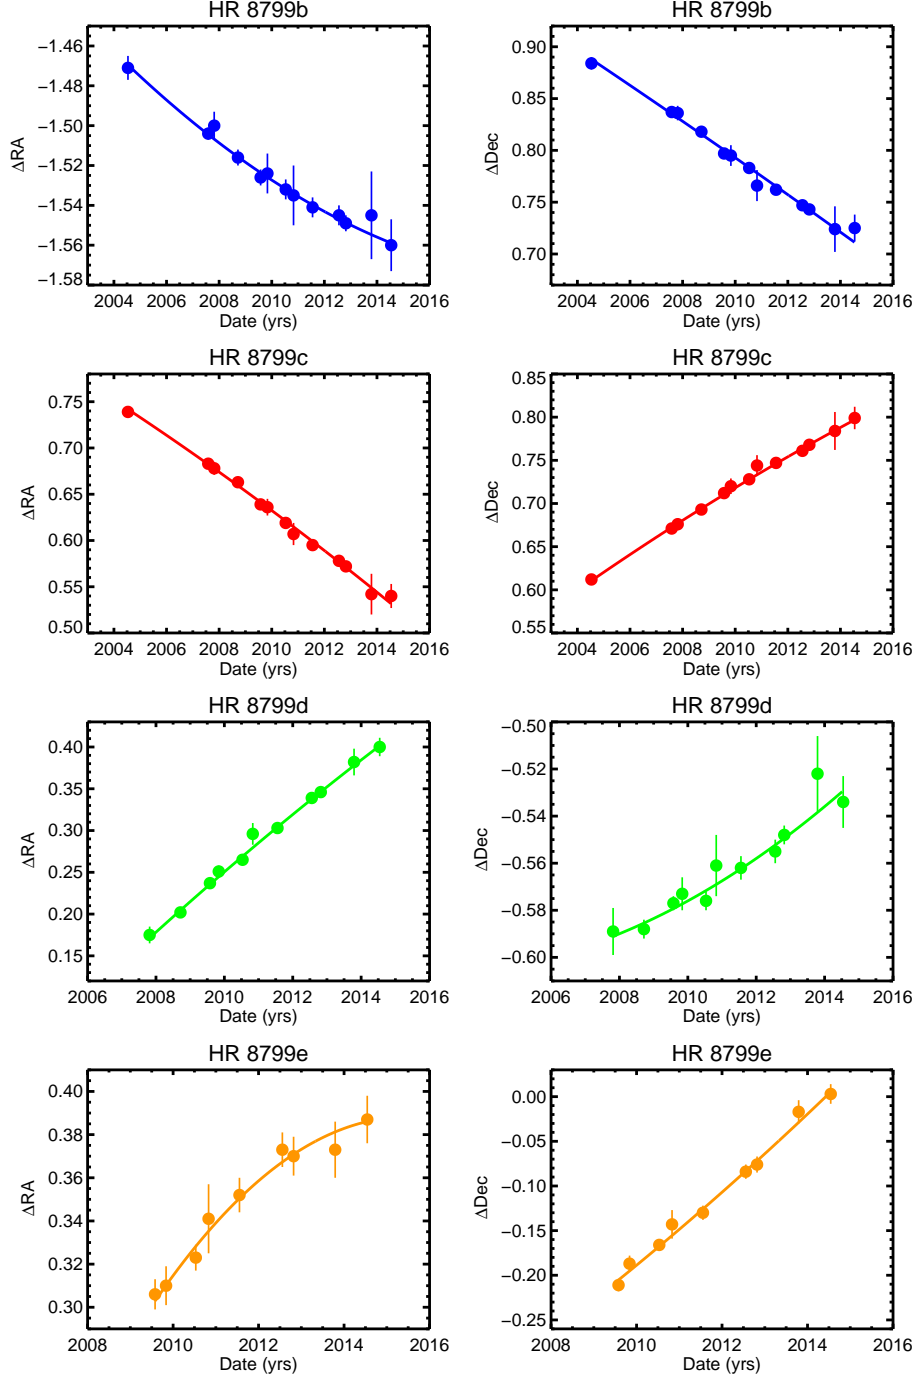 HR 8799b
HR 8799b
−1.46
−1.48
−1.50
−1.52
−1.54
−1.56
−1.58
ΔRA
2004 2006 2008 2010 2012 2014 2016
Date (yrs)
0.90
0.85
0.80
0.75
0.70
ΔDec
2004 2006 2008 2010 2012 2014 2016
Date (yrs)
HR 8799c
HR 8799c
0.75
0.70
0.65
0.60
0.55
0.50
ΔRA
2004 2006 2008 2010 2012 2014 2016
Date (yrs)
0.85
0.80
0.75
0.70
0.65
0.60
0.55
ΔDec
2004 2006 2008 2010 2012 2014 2016
Date (yrs)
HR 8799d
HR 8799d
0.40
0.35
0.30
0.25
0.20
0.15
ΔRA
2006 2008 2010 2012 2014 2016
Date (yrs)
−0.50
−0.52
−0.54
−0.56
−0.58
−0.60
ΔDec
2006 2008 2010 2012 2014 2016
Date (yrs)
HR 8799e
HR 8799e
0.40
0.38
0.36
0.34
0.32
0.30
ΔRA
2008 2010 2012 2014 2016
Date (yrs)
0.00
−0.05
−0.10
−0.15
−0.20
−0.25
ΔDec
2008 2010 2012 2014 2016
Date (yrs)